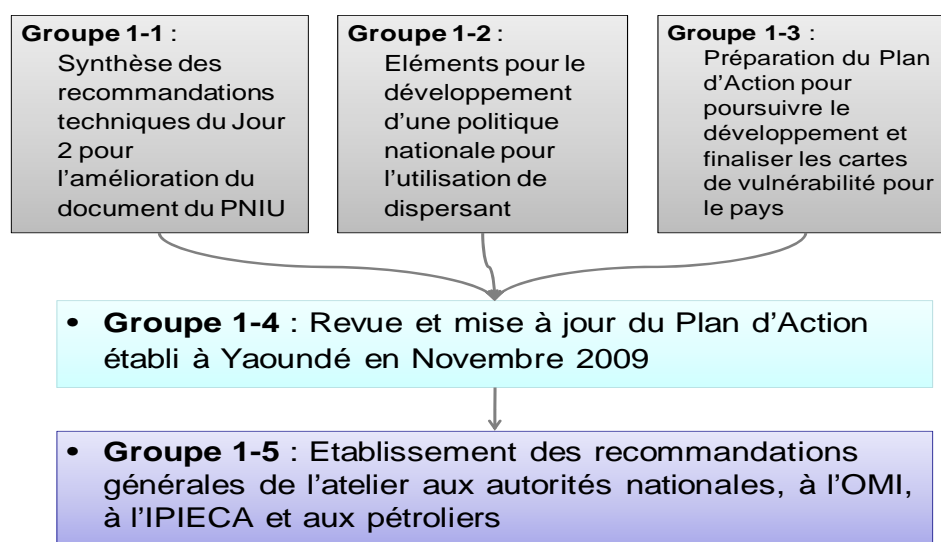 Groupe 1-1 :
Synthèse des
recommandations
techniques du Jour
2 pour
l’amélioration du
document du PNIU
Groupe 1-2 :
Eléments pour le
développement
d’une politique
nationale pour
l’utilisation de
dispersant
Groupe 1-3 :
Préparation du Plan
d’Action pour
poursuivre le
développement et
finaliser les cartes
de vulnérabilité pour
le pays
• Groupe 1-4 : Revue et mise à jour du Plan d’Action
établi à Yaoundé en Novembre 2009
• Groupe 1-5 : Etablissement des recommandations
générales de l’atelier aux autorités nationales, à l’OMI,
à l’IPIECA et aux pétroliers